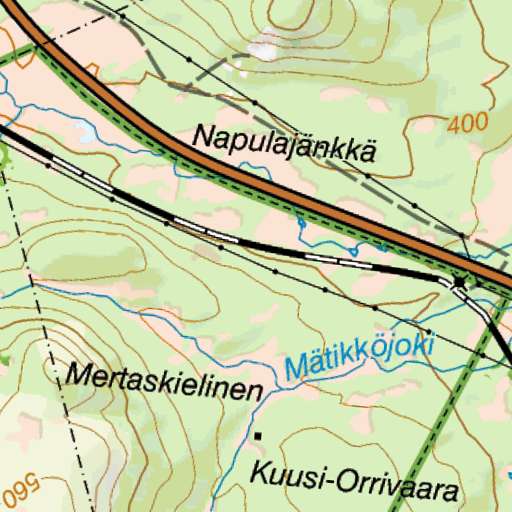 400
Napulajänkkä
Mätikköjoki
Mertaskielinen
Kuusi-Orrivaara
560